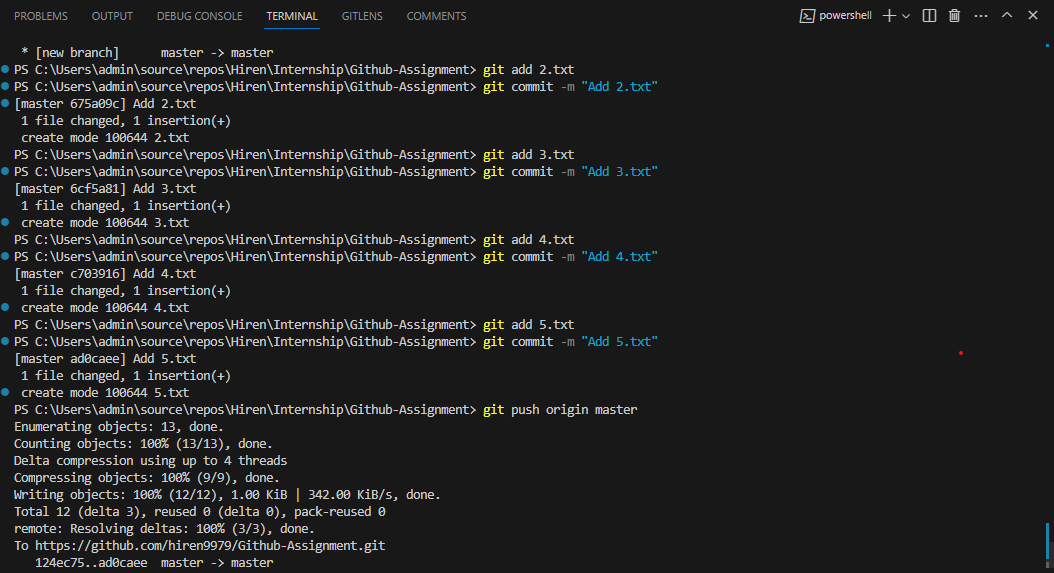 PROBLEMS OUTPUT DEBUG CONSOLE TERMINAL GITLENS COMMENTS powershell
* [new branch]      master -> master
PS C:\Users\admin\source\repos\Hiren\Internship\Github-Assignment> git add 2.txt
PS C:\Users\admin\source\repos\Hiren\Internship\Github-Assignment> git commit -m "Add 2.txt"
[master 675a09c] Add 2.txt
1 file changed, 1 insertion(+)
create mode 100644 2.txt
PS C:\Users\admin\source\repos\Hiren\Internship\Github-Assignment> git add 3.txt
PS C:\Users\admin\source\repos\Hiren\Internship\Github-Assignment> git commit -m "Add 3.txt"
[master 6cf5a81] Add 3.txt
1 file changed, 1 insertion(+)
create mode 100644 3.txt
PS C:\Users\admin\source\repos\Hiren\Internship\Github-Assignment> git add 4.txt
PS C:\Users\admin\source\repos\Hiren\Internship\Github-Assignment> git commit -m "Add 4.txt"
[master c703916] Add 4.txt
1 file changed, 1 insertion(+)
create mode 100644 4.txt
PS C:\Users\admin\source\repos\Hiren\Internship\Github-Assignment> git add 5.txt
PS C:\Users\admin\source\repos\Hiren\Internship\Github-Assignment> git commit -m "Add 5.txt"
[master ad0caee] Add 5.txt
1 file changed, 1 insertion(+)
create mode 100644 5.txt
PS C:\Users\admin\source\repos\Hiren\Internship\Github-Assignment> git push origin master
Enumerating objects: 13, done.
Counting objects: 100% (13/13), done.
Delta compression using up to 4 threads
Compressing objects: 100% (9/9), done.
Writing objects: 100% (12/12), 1.00 KiB | 342.00 KiB/s, done.
Total 12 (delta 3), reused 0 (delta 0), pack-reused 0
remote: Resolving deltas: 100% (3/3), done.
To https://github.com/hiren9979/Github-Assignment.git
124ec75..ad0caee  master -> master